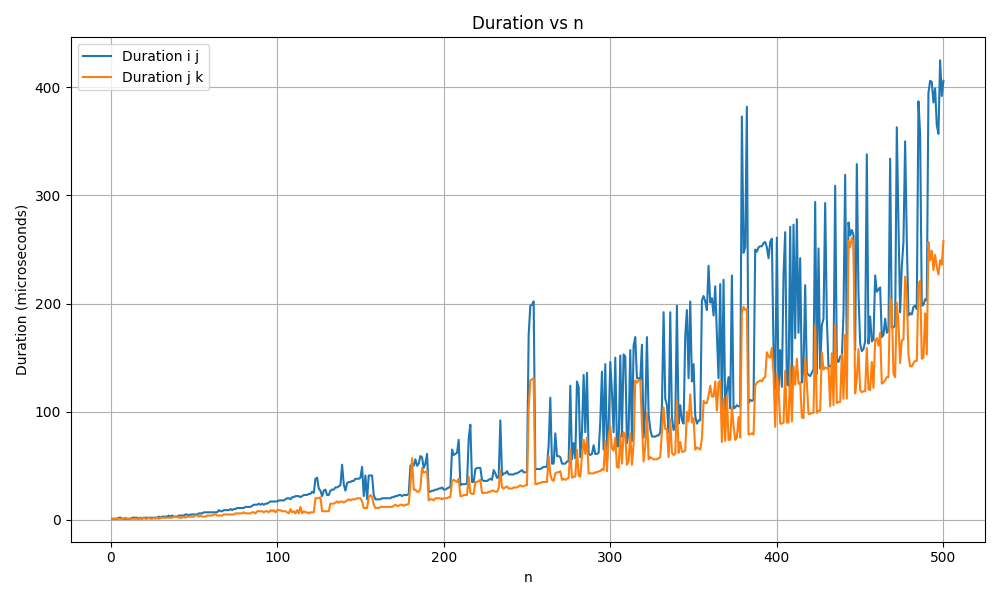 Duration vs n
Duration i j
Duration j k
Duration (microseconds)
400
300
200
100
0
0
100
200
300
400
500
n